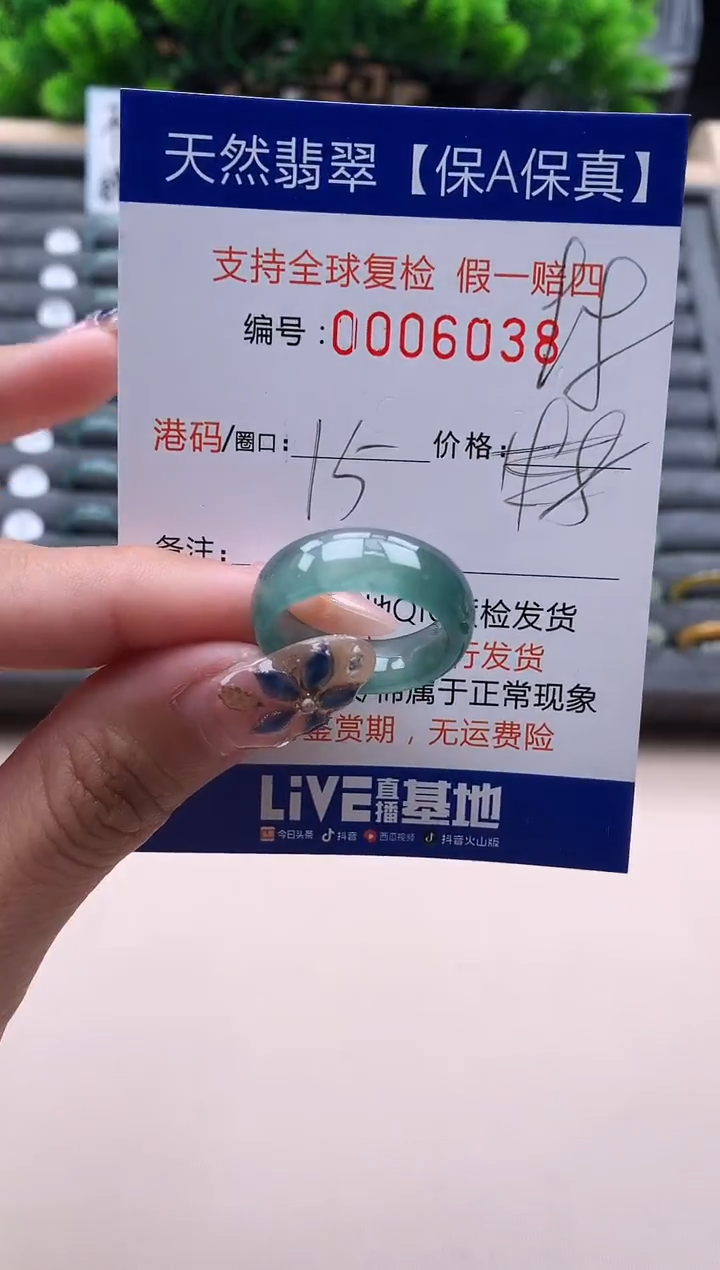 天然翡翠【保A保真】
支持全球复检 假一赔四
编号:0006038
港码/圈口: 15 价格:
备注:
检发货
行发货
属于正常现象
鉴赏期,无运费险
LiVE直播基地
今日头条 抖音 西瓜视频 抖音火山版